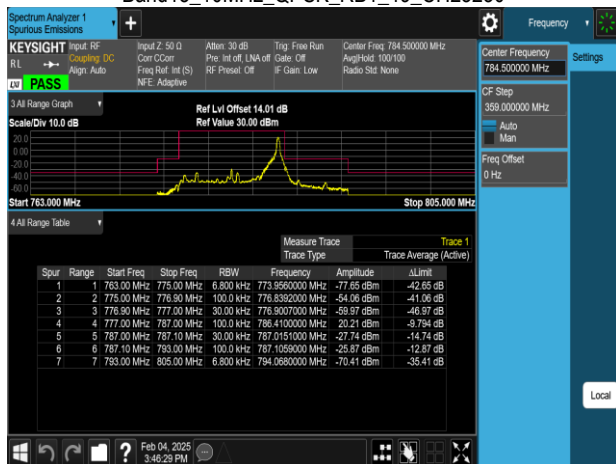 Spectrum Analyzer 1
Spurious Emissions
Frequency
KEYSIGHT
RL
PASS
Input: RF
Coupling: DC
Align: Auto
Input Z: 50 Ω
Corr CCorr
Freq Ref: Int (S)
NFE: Adaptive
Atten: 30 dB
Pre: Int off, LNA off
RF Preset: Off
Trig: Free Run
Gate: Off
IF Gain: Low
Center Freq: 784.500000 MHz
Avg|Hold: 100/100
Radio Std: None
Center Frequency
784.500000 MHz
Settings
CF Step
359.000000 MHz
Auto
Man
Freq Offset
0 Hz
3 All Range Graph
Scale/Div 10.0 dB
Ref Lvl Offset 14.01 dB
Ref Value 30.00 dBm
20.0
0.00
-20.0
-40.0
-60.0
Start 763.000 MHz
Stop 805.000 MHz
4 All Range Table
Measure Trace Trace 1
Trace Type Trace Average (Active)
Spur Range Start Freq Stop Freq RBW Frequency Amplitude ΔLimit
1 1 763.00 MHz 775.00 MHz 6.800 kHz 773.9560000 MHz -77.65 dBm -42.65 dB
2 2 775.00 MHz 776.90 MHz 100.0 kHz 776.8392000 MHz -54.06 dBm -41.06 dB
3 3 776.90 MHz 777.00 MHz 30.00 kHz 776.9007000 MHz -59.97 dBm -46.97 dB
4 4 777.00 MHz 787.00 MHz 100.0 kHz 786.4100000 MHz 20.21 dBm -9.794 dB
5 5 787.00 MHz 787.10 MHz 30.00 kHz 787.0151000 MHz -27.74 dBm -14.74 dB
6 6 787.10 MHz 793.00 MHz 100.0 kHz 787.1059000 MHz -25.87 dBm -12.87 dB
7 7 793.00 MHz 805.00 MHz 6.800 kHz 794.0680000 MHz -70.41 dBm -35.41 dB
Local
Feb 04, 2025
3:46:29 PM